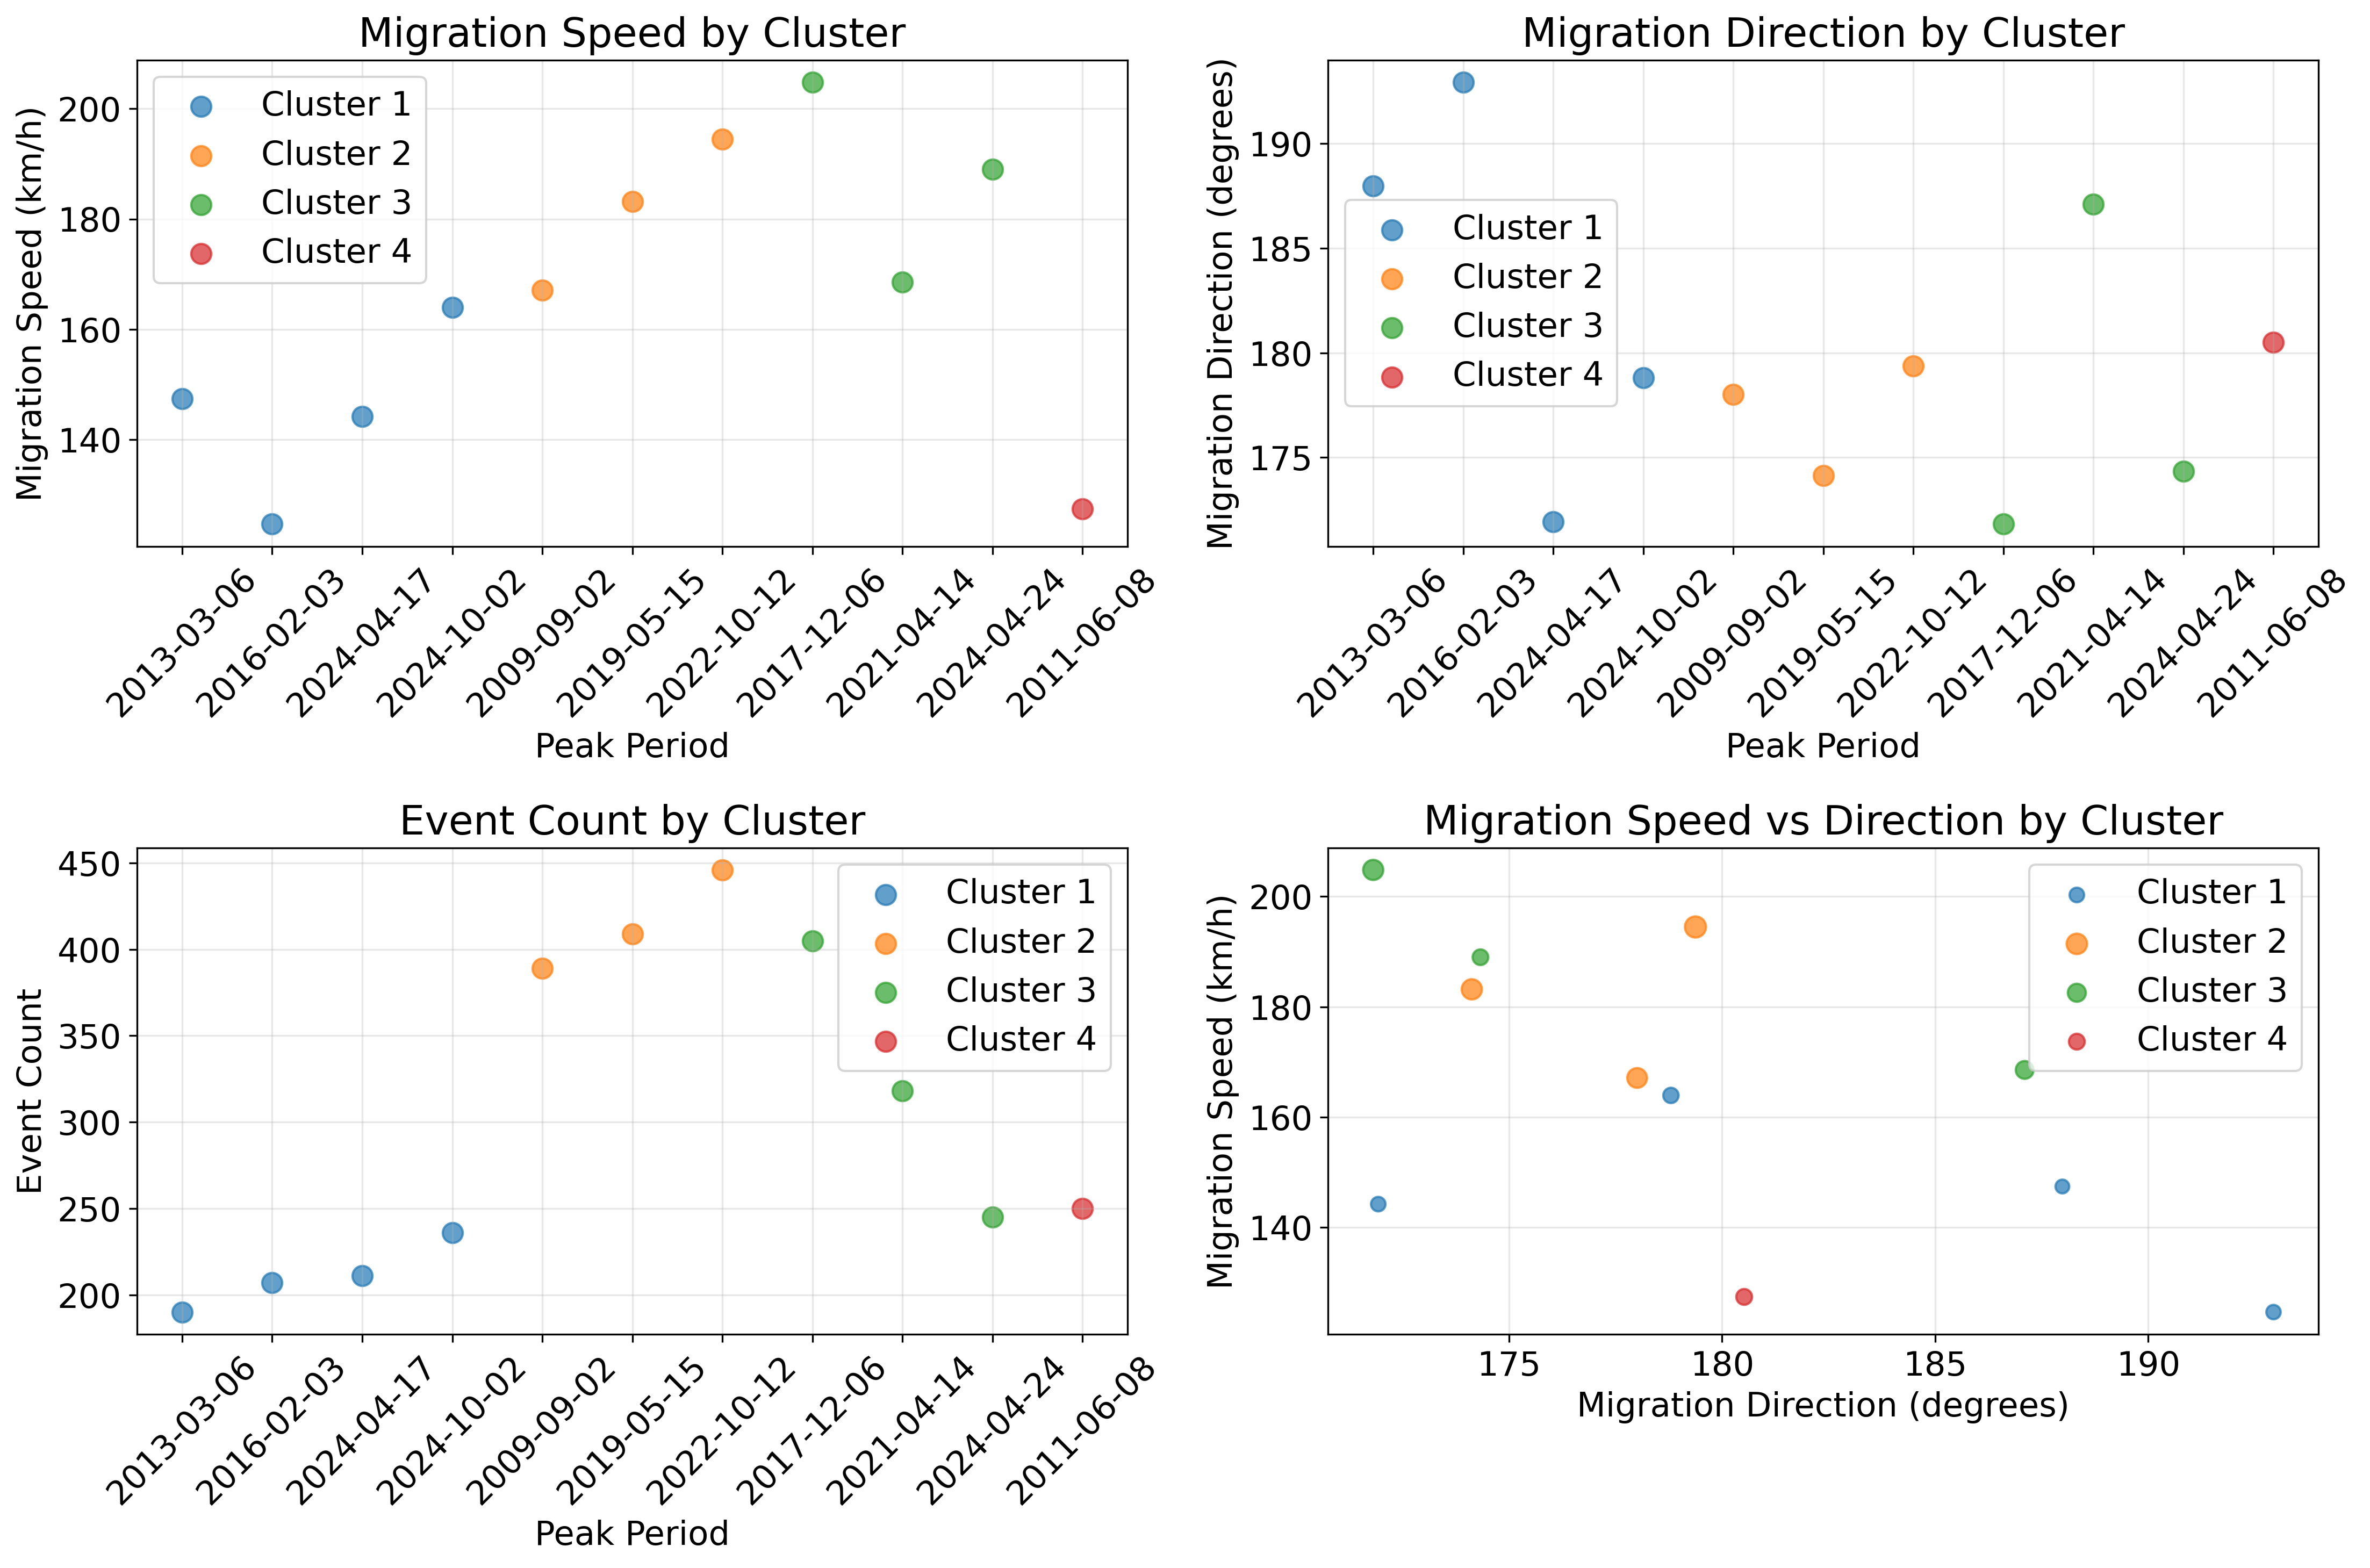 Migration Speed by Cluster
Migration Speed (km/h)
200
180
160
140
Cluster 1
Cluster 2
Cluster 3
Cluster 4
2013-03-06
2016-02-03
2024-04-17
2024-10-02
2009-09-02
2019-05-15
2022-10-12
2017-12-06
2021-04-14
2024-04-24
2011-06-08
Peak Period
Migration Direction by Cluster
Migration Direction (degrees)
190
185
180
175
Cluster 1
Cluster 2
Cluster 3
Cluster 4
2013-03-06
2016-02-03
2024-04-17
2024-10-02
2009-09-02
2019-05-15
2022-10-12
2017-12-06
2021-04-14
2024-04-24
2011-06-08
Peak Period
Event Count by Cluster
Event Count
450
400
350
300
250
200
Cluster 1
Cluster 2
Cluster 3
Cluster 4
2013-03-06
2016-02-03
2024-04-17
2024-10-02
2009-09-02
2019-05-15
2022-10-12
2017-12-06
2021-04-14
2024-04-24
2011-06-08
Peak Period
Migration Speed vs Direction by Cluster
Migration Speed (km/h)
200
180
160
140
Cluster 1
Cluster 2
Cluster 3
Cluster 4
175
180
185
190
Migration Direction (degrees)